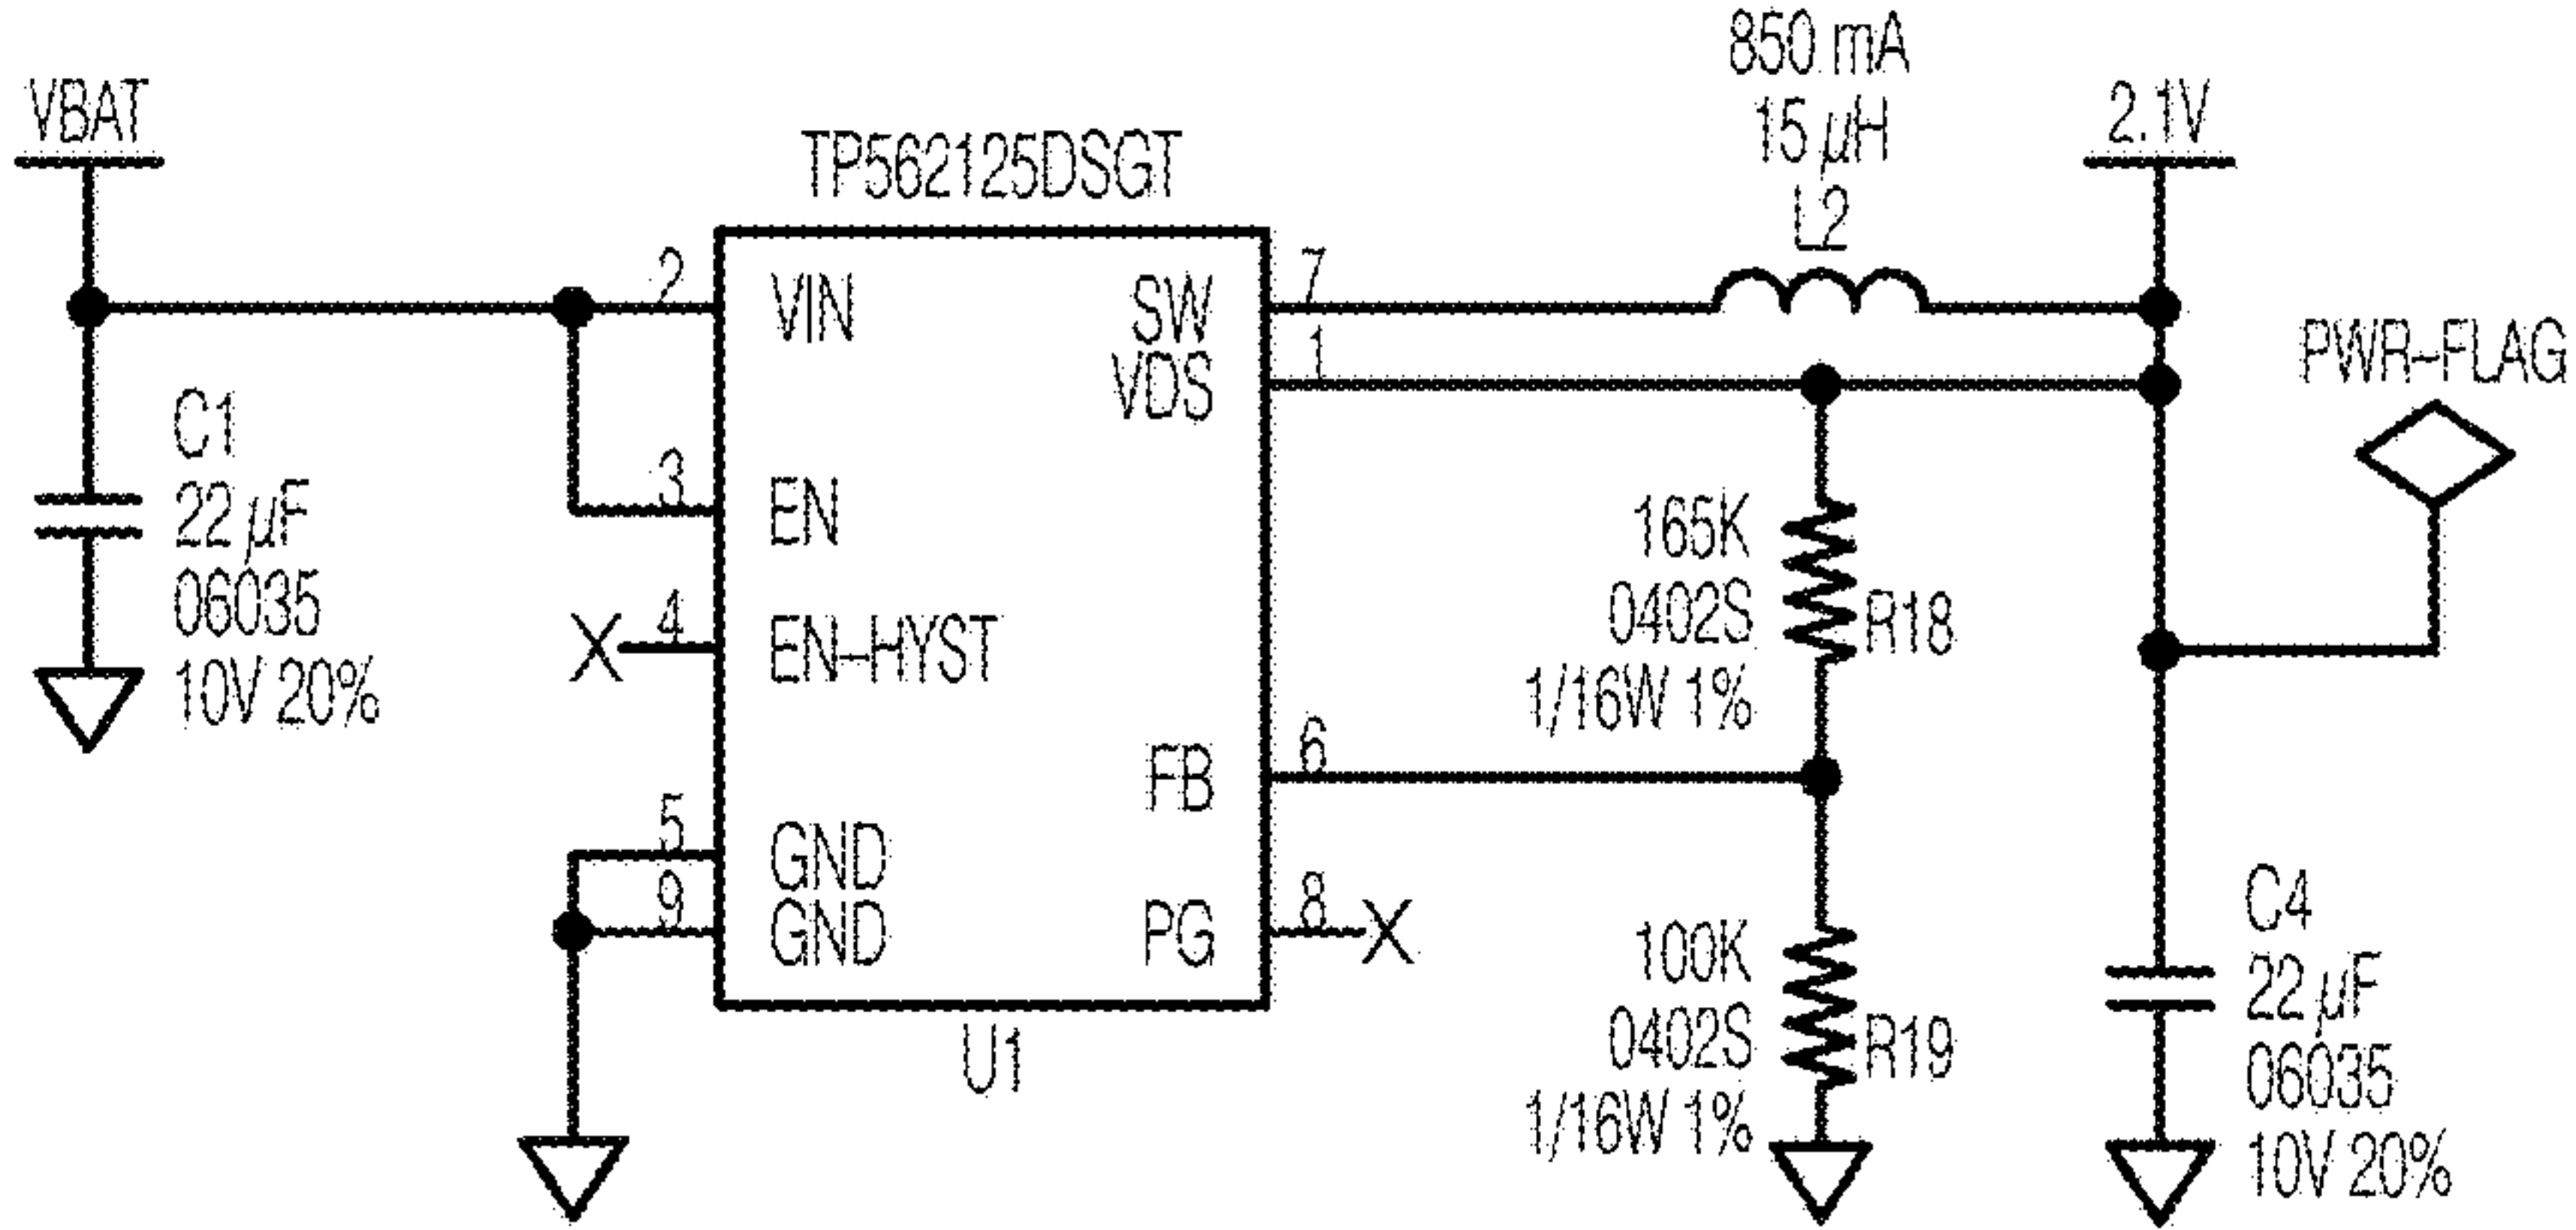 VBAT
C1
22 µF
06035
10V 20%
TP562125DSGT
2
VIN
3
EN
4
EN-HYST
X
5
GND
9
GND
SW
7
VDS
1
FB
6
PG
8
X
U1
850 mA
15 µH
L2
165K
0402S
1/16W 1%
R18
100K
0402S
1/16W 1%
R19
2.1V
PWR-FLAG
C4
22 µF
06035
10V 20%